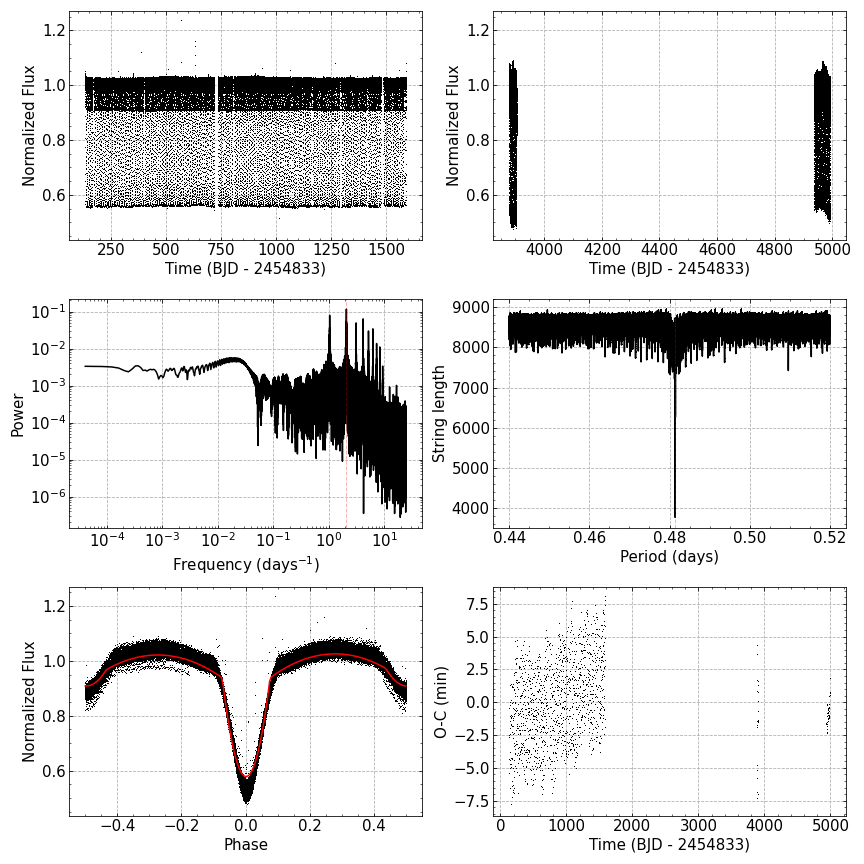 1.2
1.0
0.8
0.6
Normalized Flux
250 500 750 1000 1250 1500
Time (BJD - 2454833)
1.2
1.0
0.8
0.6
Normalized Flux
4000 4200 4400 4600 4800 5000
Time (BJD - 2454833)
10⁻¹
10⁻²
10⁻³
10⁻⁴
10⁻⁵
10⁻⁶
Power
10⁻⁴ 10⁻³ 10⁻² 10⁻¹ 10⁰ 10¹
Frequency (days⁻¹)
9000
8000
7000
6000
5000
4000
String length
0.44 0.46 0.48 0.50 0.52
Period (days)
1.2
1.0
0.8
0.6
Normalized Flux
−0.4 −0.2 0.0 0.2 0.4
Phase
7.5
5.0
2.5
0.0
−2.5
−5.0
−7.5
O-C (min)
0 1000 2000 3000 4000 5000
Time (BJD - 2454833)